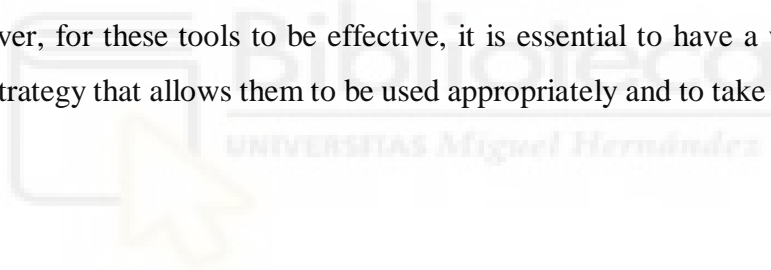 ver, for these tools to be effective, it is essential to have a
trategy that allows them to be used appropriately and to take
Biblioteca
UNIVERSITAS Miguel Hernández